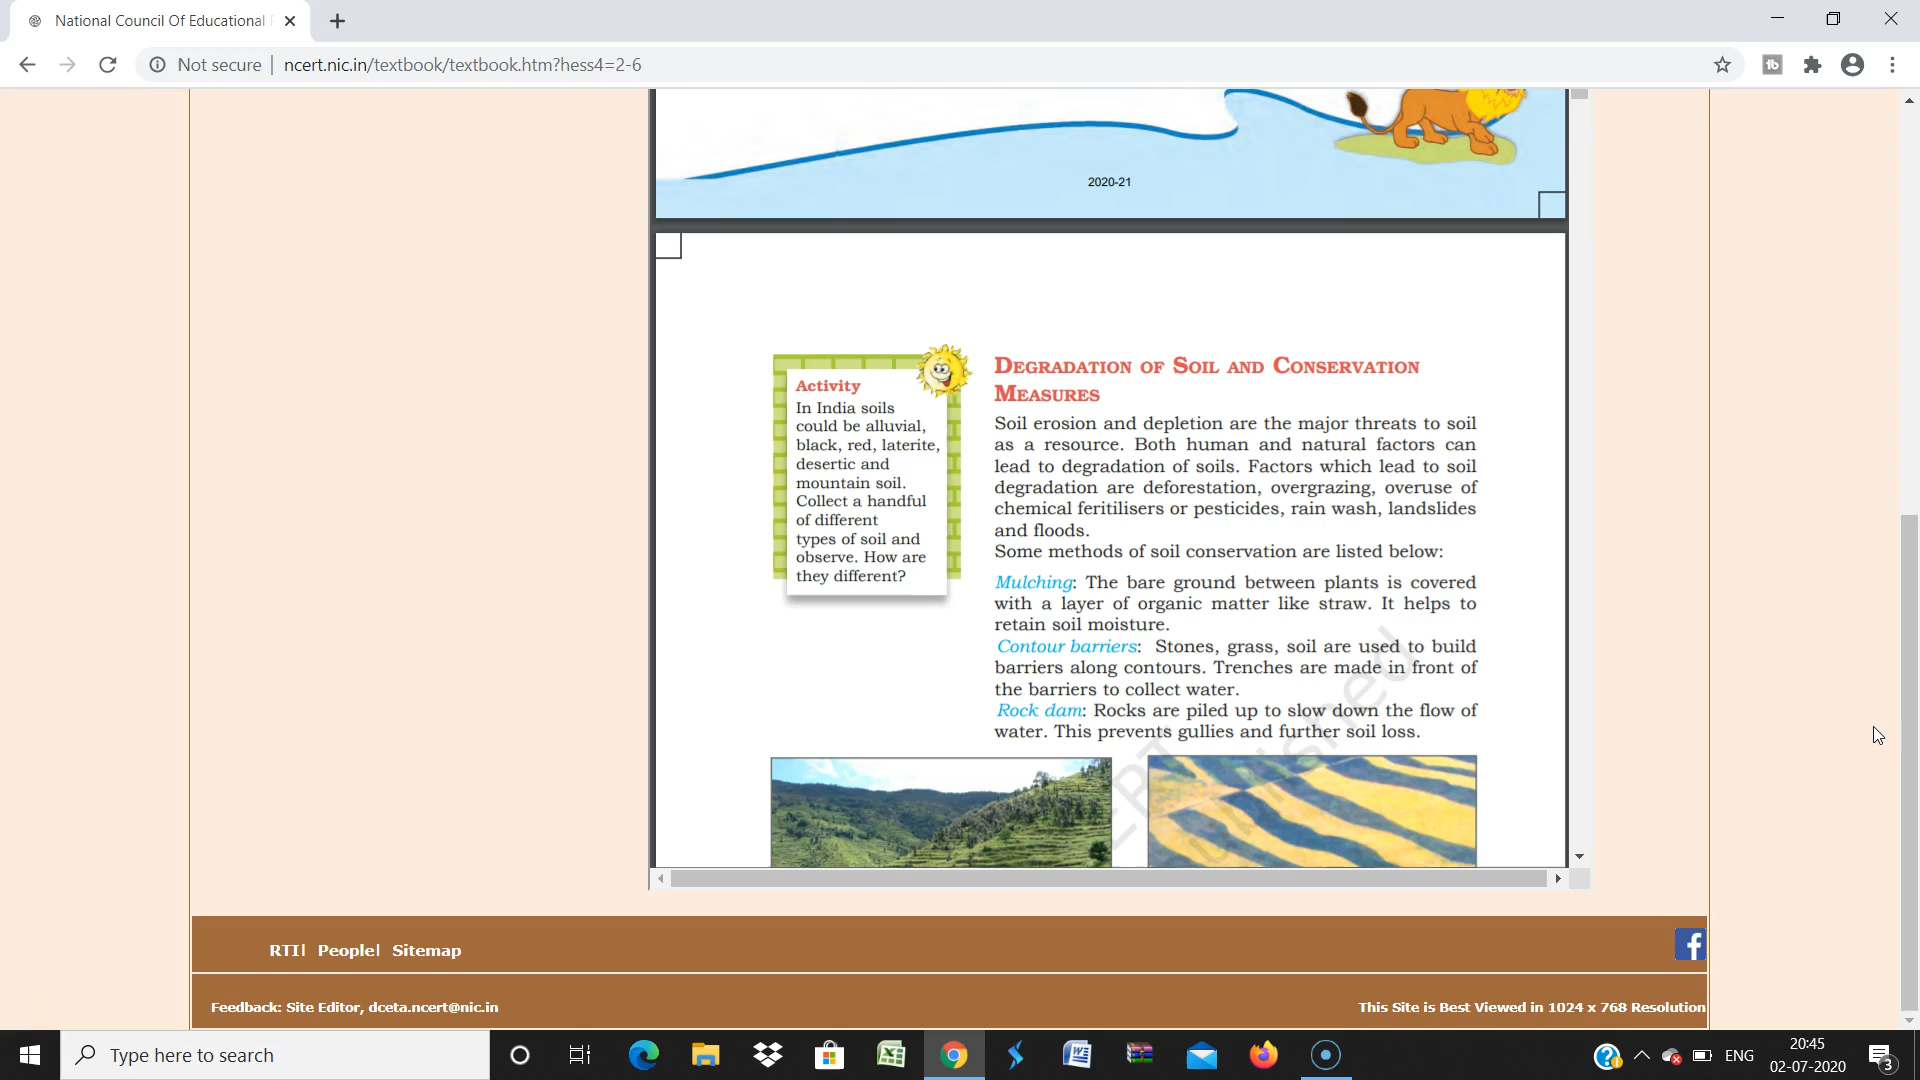 National Council Of Educational
Not secure
ncert.nic.in/textbook/textbook.htm?hess4=2-6
2020-21
Activity
In India soils
could be alluvial,
black, red, laterite,
desertic and
mountain soil.
Collect a handful
of different
types of soil and
observe. How are
they different?
DEGRADATION OF SOIL AND CONSERVATION
MEASURES
Soil erosion and depletion are the major threats to soil
as a resource. Both human and natural factors can
lead to degradation of soils. Factors which lead to soil
degradation are deforestation, overgrazing, overuse of
chemical feritilisers or pesticides, rain wash, landslides
and floods.
Some methods of soil conservation are listed below:
Mulching: The bare ground between plants is covered
with a layer of organic matter like straw. It helps to
retain soil moisture.
Contour barriers: Stones, grass, soil are used to build
barriers along contours. Trenches are made in front of
the barriers to collect water.
Rock dam: Rocks are piled up to slow down the flow of
water. This prevents gullies and further soil loss.
RTI| People| Sitemap
Feedback: Site Editor, dceta.ncert@nic.in
This Site is Best Viewed in 1024 x 768 Resolution
Type here to search
ENG
20:45
02-07-2020
3